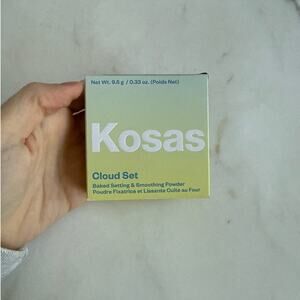 Net Wt. 9.5 g / 0.33 oz. (Poids Net)
Kosas
Cloud Set
Baked Setting & Smoothing Powder
Poudre Fixatrice et Lissante Cuite au Four